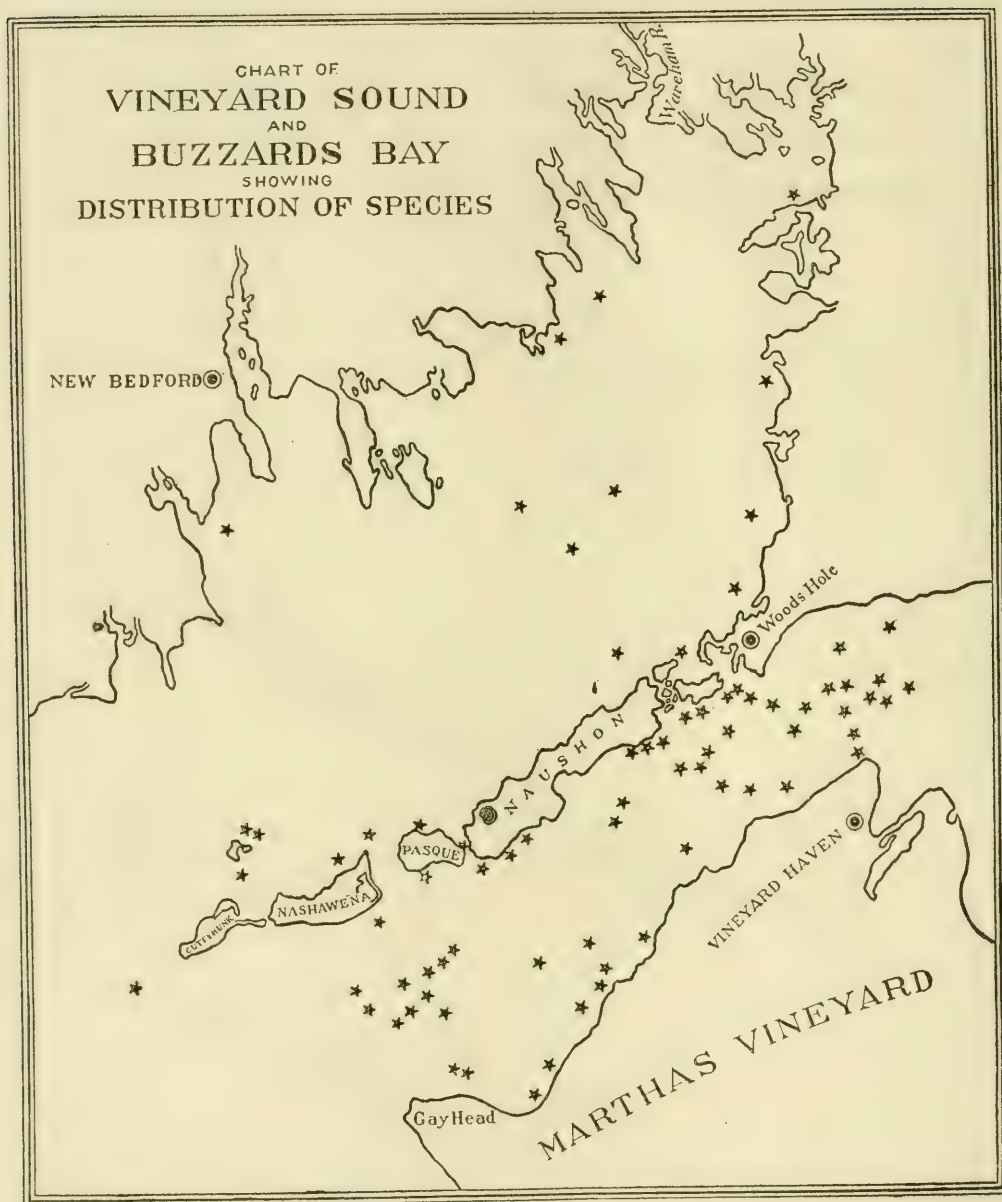 CHART OF
VINEYARD SOUND
AND
BUZZARDS BAY
SHOWING
DISTRIBUTION OF SPECIES
Wareham R.
NEW BEDFORD
Woods Hole
NAUSHON
PASQUE
NASHAWENA
CUTTYHUNK
VINEYARD HAVEN
MARTHAS VINEYARD
Gay Head